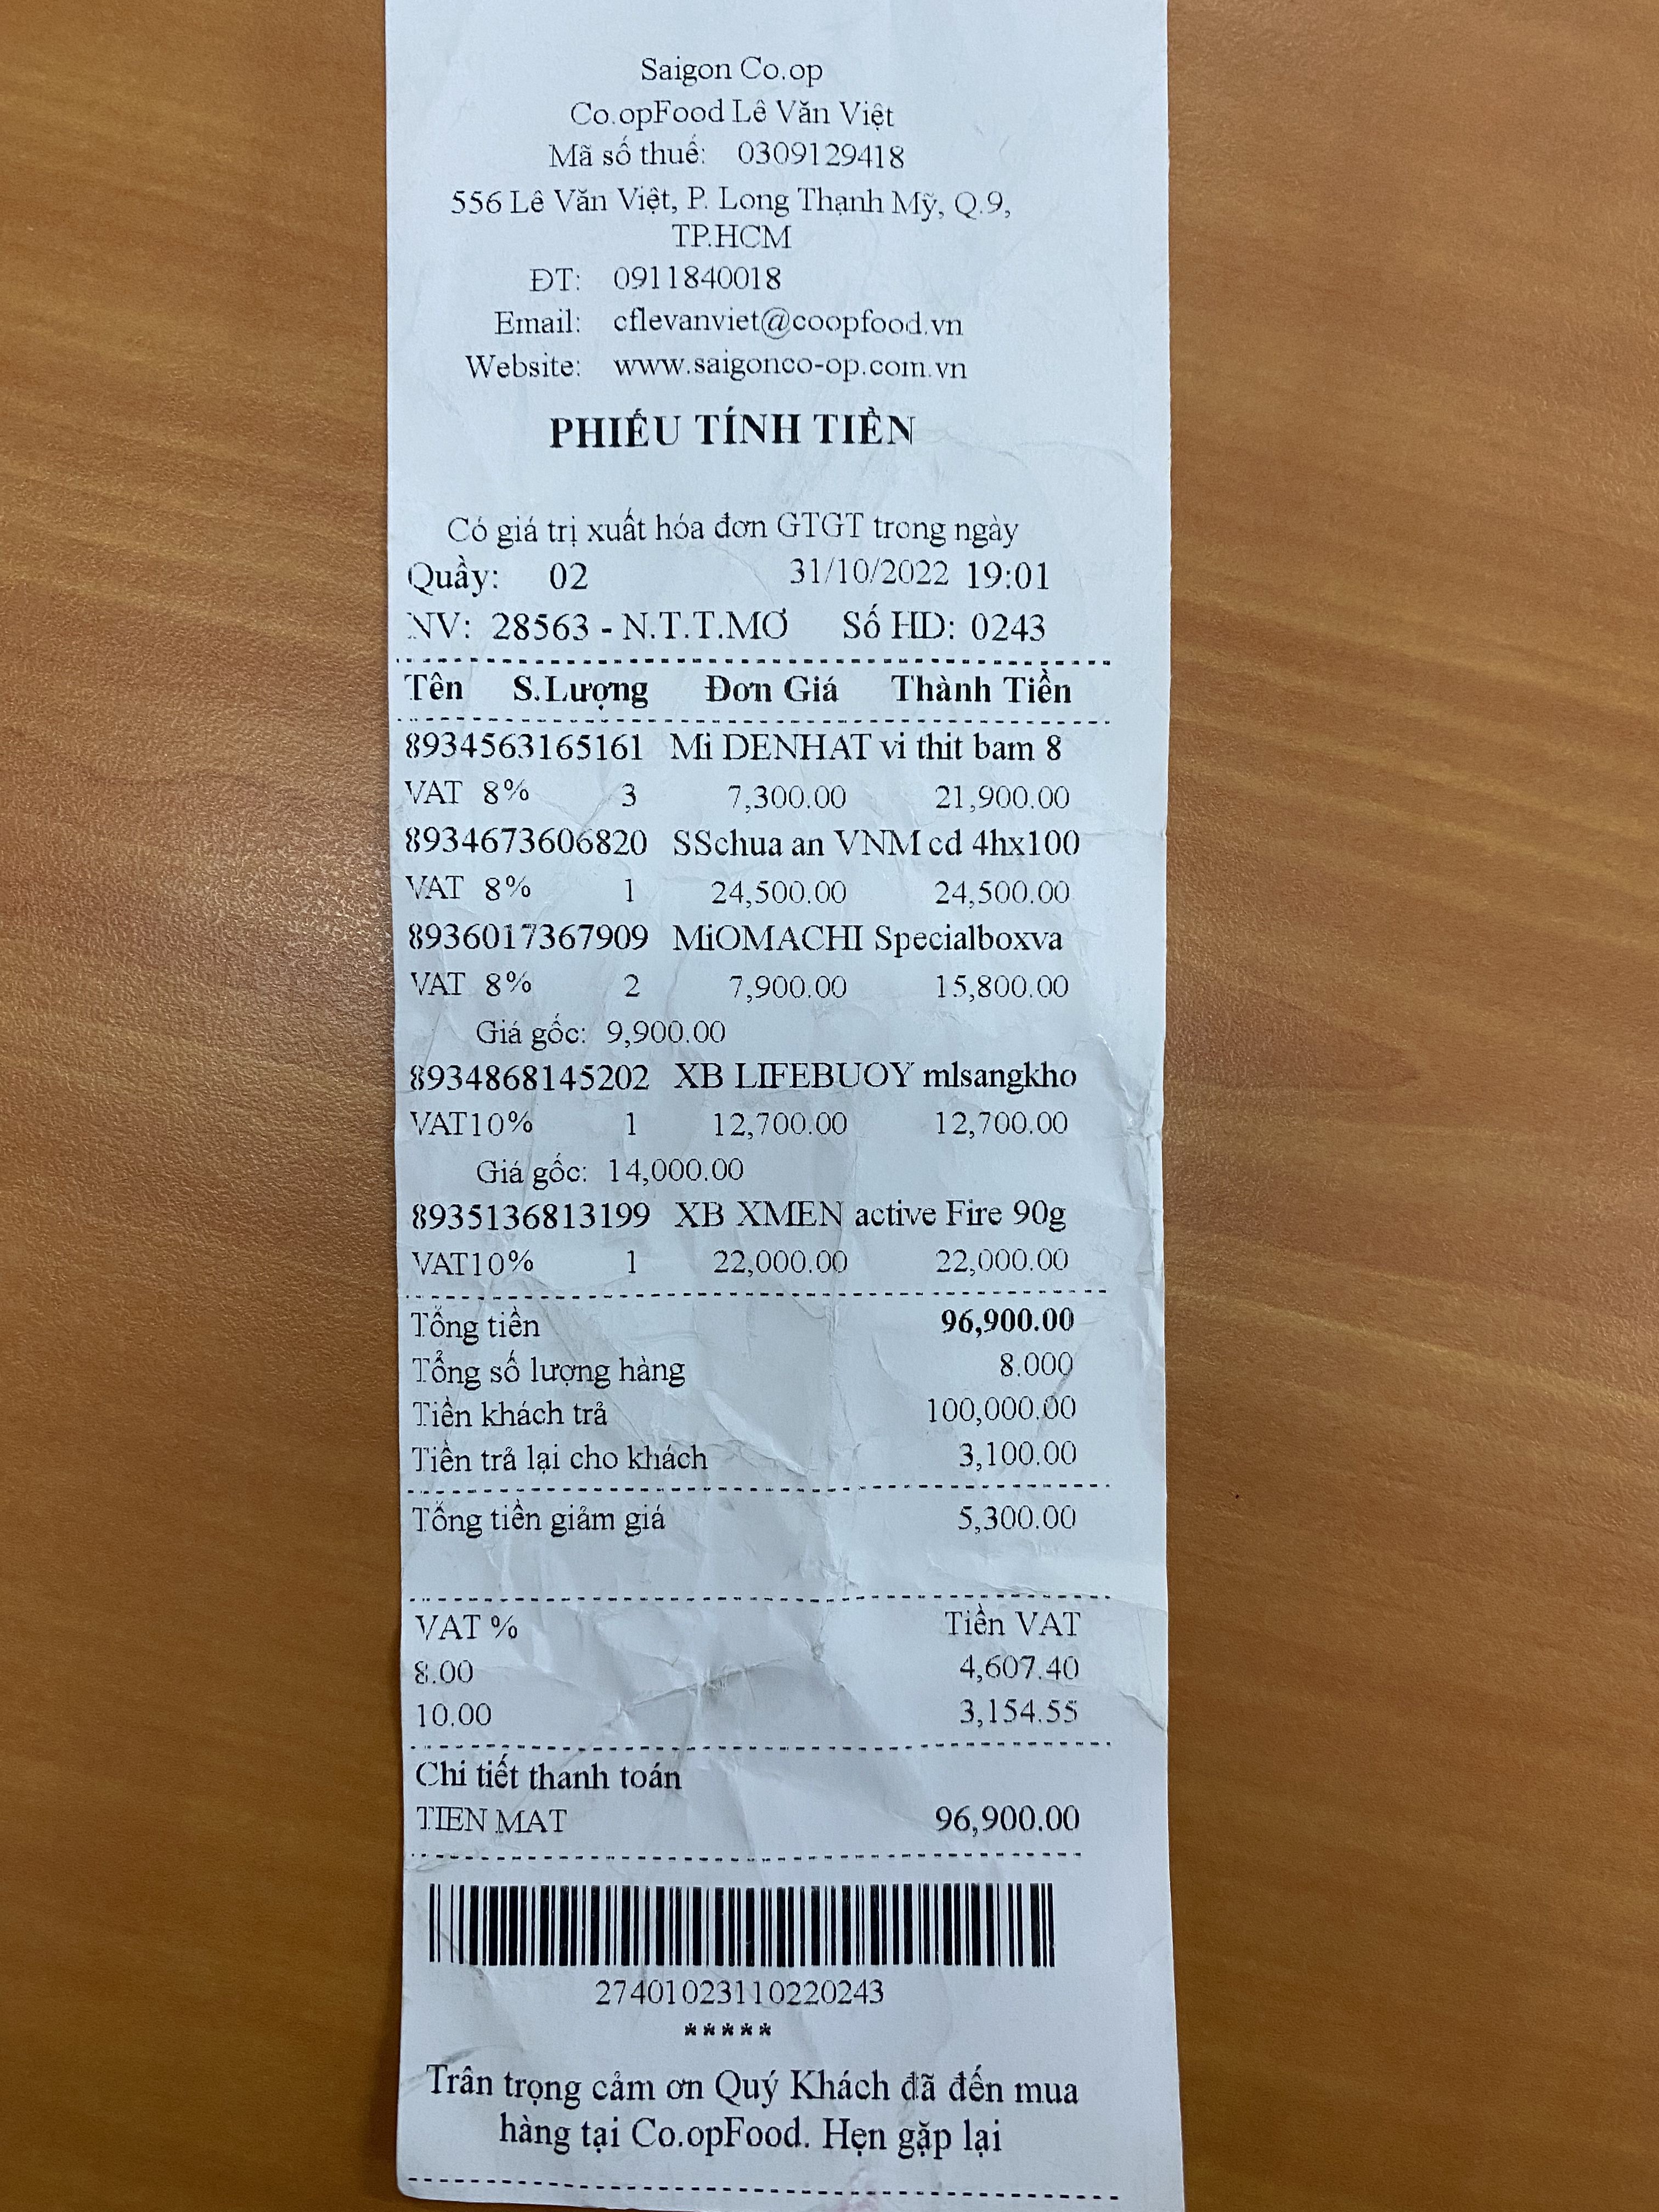 Saigon Co.op
Co.opFood Lê Văn Việt
Mã số thuế: 0309129418
556 Lê Văn Việt, P. Long Thạnh Mỹ, Q.9,
TP.HCM
ĐT: 0911840018
Email: cflevanviet@coopfood.vn
Website: www.saigonco-op.com.vn
PHIẾU TÍNH TIỀN
Có giá trị xuất hóa đơn GTGT trong ngày
Quầy: 02 31/10/2022 19:01
NV: 28563 - N.T.T.MƠ Số HD: 0243
Tên S.Lượng Đơn Giá Thành Tiền
8934563165161 Mi DENHAT vi thit bam 8
VAT 8% 3 7,300.00 21,900.00
8934673606820 SSchua an VNM cd 4hx100
VAT 8% 1 24,500.00 24,500.00
8936017367909 MiOMACHI Specialboxva
VAT 8% 2 7,900.00 15,800.00
Giá gốc: 9,900.00
8934868145202 XB LIFEBUOY mlsangkho
VAT10% 1 12,700.00 12,700.00
Giá gốc: 14,000.00
8935136813199 XB XMEN active Fire 90g
VAT10% 1 22,000.00 22,000.00
Tổng tiền 96,900.00
Tổng số lượng hàng 8.000
Tiền khách trả 100,000.00
Tiền trả lại cho khách 3,100.00
Tổng tiền giảm giá 5,300.00
VAT % Tiền VAT
8.00 4,607.40
10.00 3,154.55
Chi tiết thanh toán
TIEN MAT 96,900.00
27401023110220243
*****
Trân trọng cảm ơn Quý Khách đã đến mua
hàng tại Co.opFood. Hẹn gặp lại